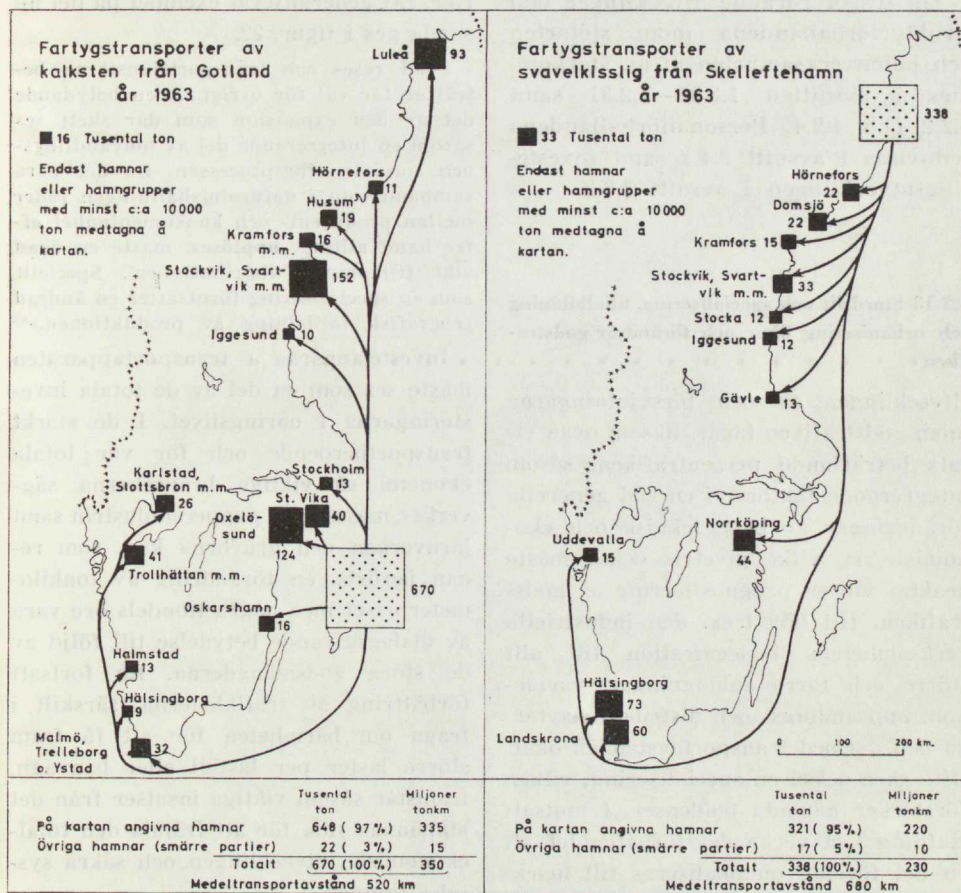 Fartygstransporter av
kalksten från Gotland
år 1963
16 Tusental ton
Endast hamnar
eller hamngrupper
med minst c:a 10000
ton medtagna å
kartan.
Luleå 93
Hörnefors
11
Husum
19
Kramfors 16
m.m.
Stockvik, Svart-
vik m.m. 152
Iggesund 10
Karlstad,
Slottsbron m.m.
26
Stockholm
13
St. Vika
40
Oxelö-
sund
124
41
Trollhättan m.m.
670
Oskarshamn
16
Halmstad
13
Hälsingborg
9
Malmö,
Trelleborg
o. Ystad
32
Tusental
ton
Miljoner
tonkm
På kartan angivna hamnar 648 ( 97%) 335
Övriga hamnar (smärre partier) 22 ( 3%) 15
Totalt 670 (100%) 350
Medeltransportavstånd 520 km
Fartygstransporter av
svavelkisslig från Skelleftehamn
år 1963
Tusental ton
Endast hamnar
eller hamngrupper
med minst c:a 10000
ton medtagna å
kartan.
338
Hörnefors
22
Domsjö
22
Kramfors 15
Stockvik, Svart-
vik m.m. 33
Stocka 12
Iggesund
12
Gävle
13
Uddevalla
15
Norrköping
44
Hälsingborg
73
Landskrona
60
0 100 200 km.
Tusental
ton
Miljoner
tonkm
På kartan angivna hamnar 321 ( 95%) 220
Övriga hamnar (smärre partier) 17 ( 5%) 10
Totalt 338 (100%) 230
Medeltransportavstånd 680 km